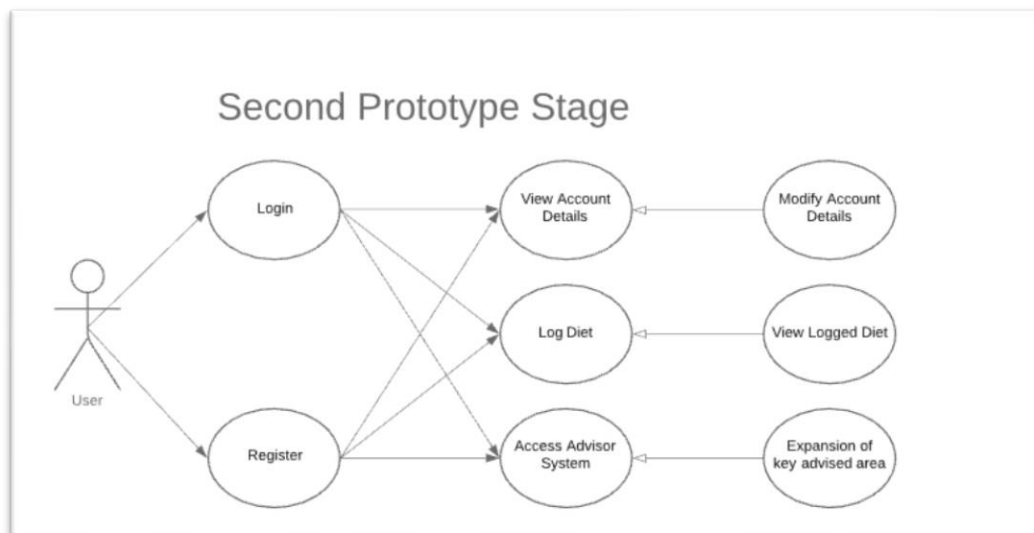 Second Prototype Stage
Login
View Account
Details
Modify Account
Details
Log Diet
View Logged Diet
User
Register
Access Advisor
System
Expansion of
key advised area